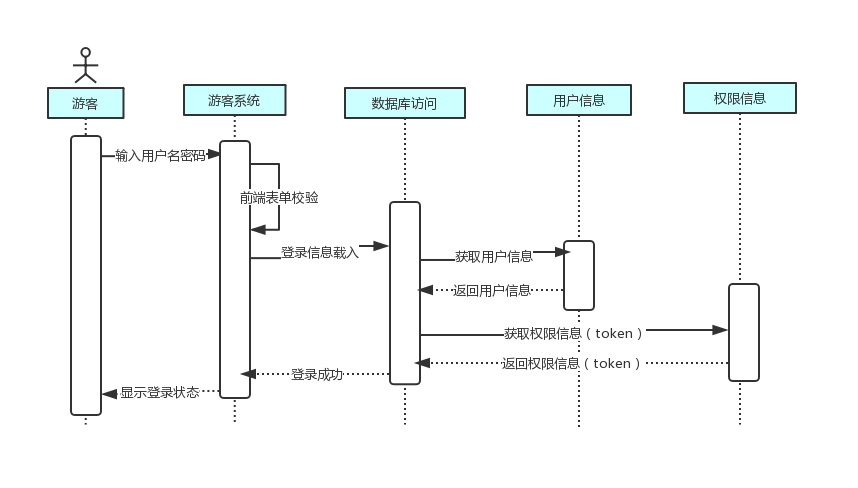 游客
游客系统
数据库访问
用户信息
权限信息
输入用户名密码
前端表单校验
登录信息载入
获取用户信息
返回用户信息
获取权限信息（token）
返回权限信息（token）
登录成功
显示登录状态